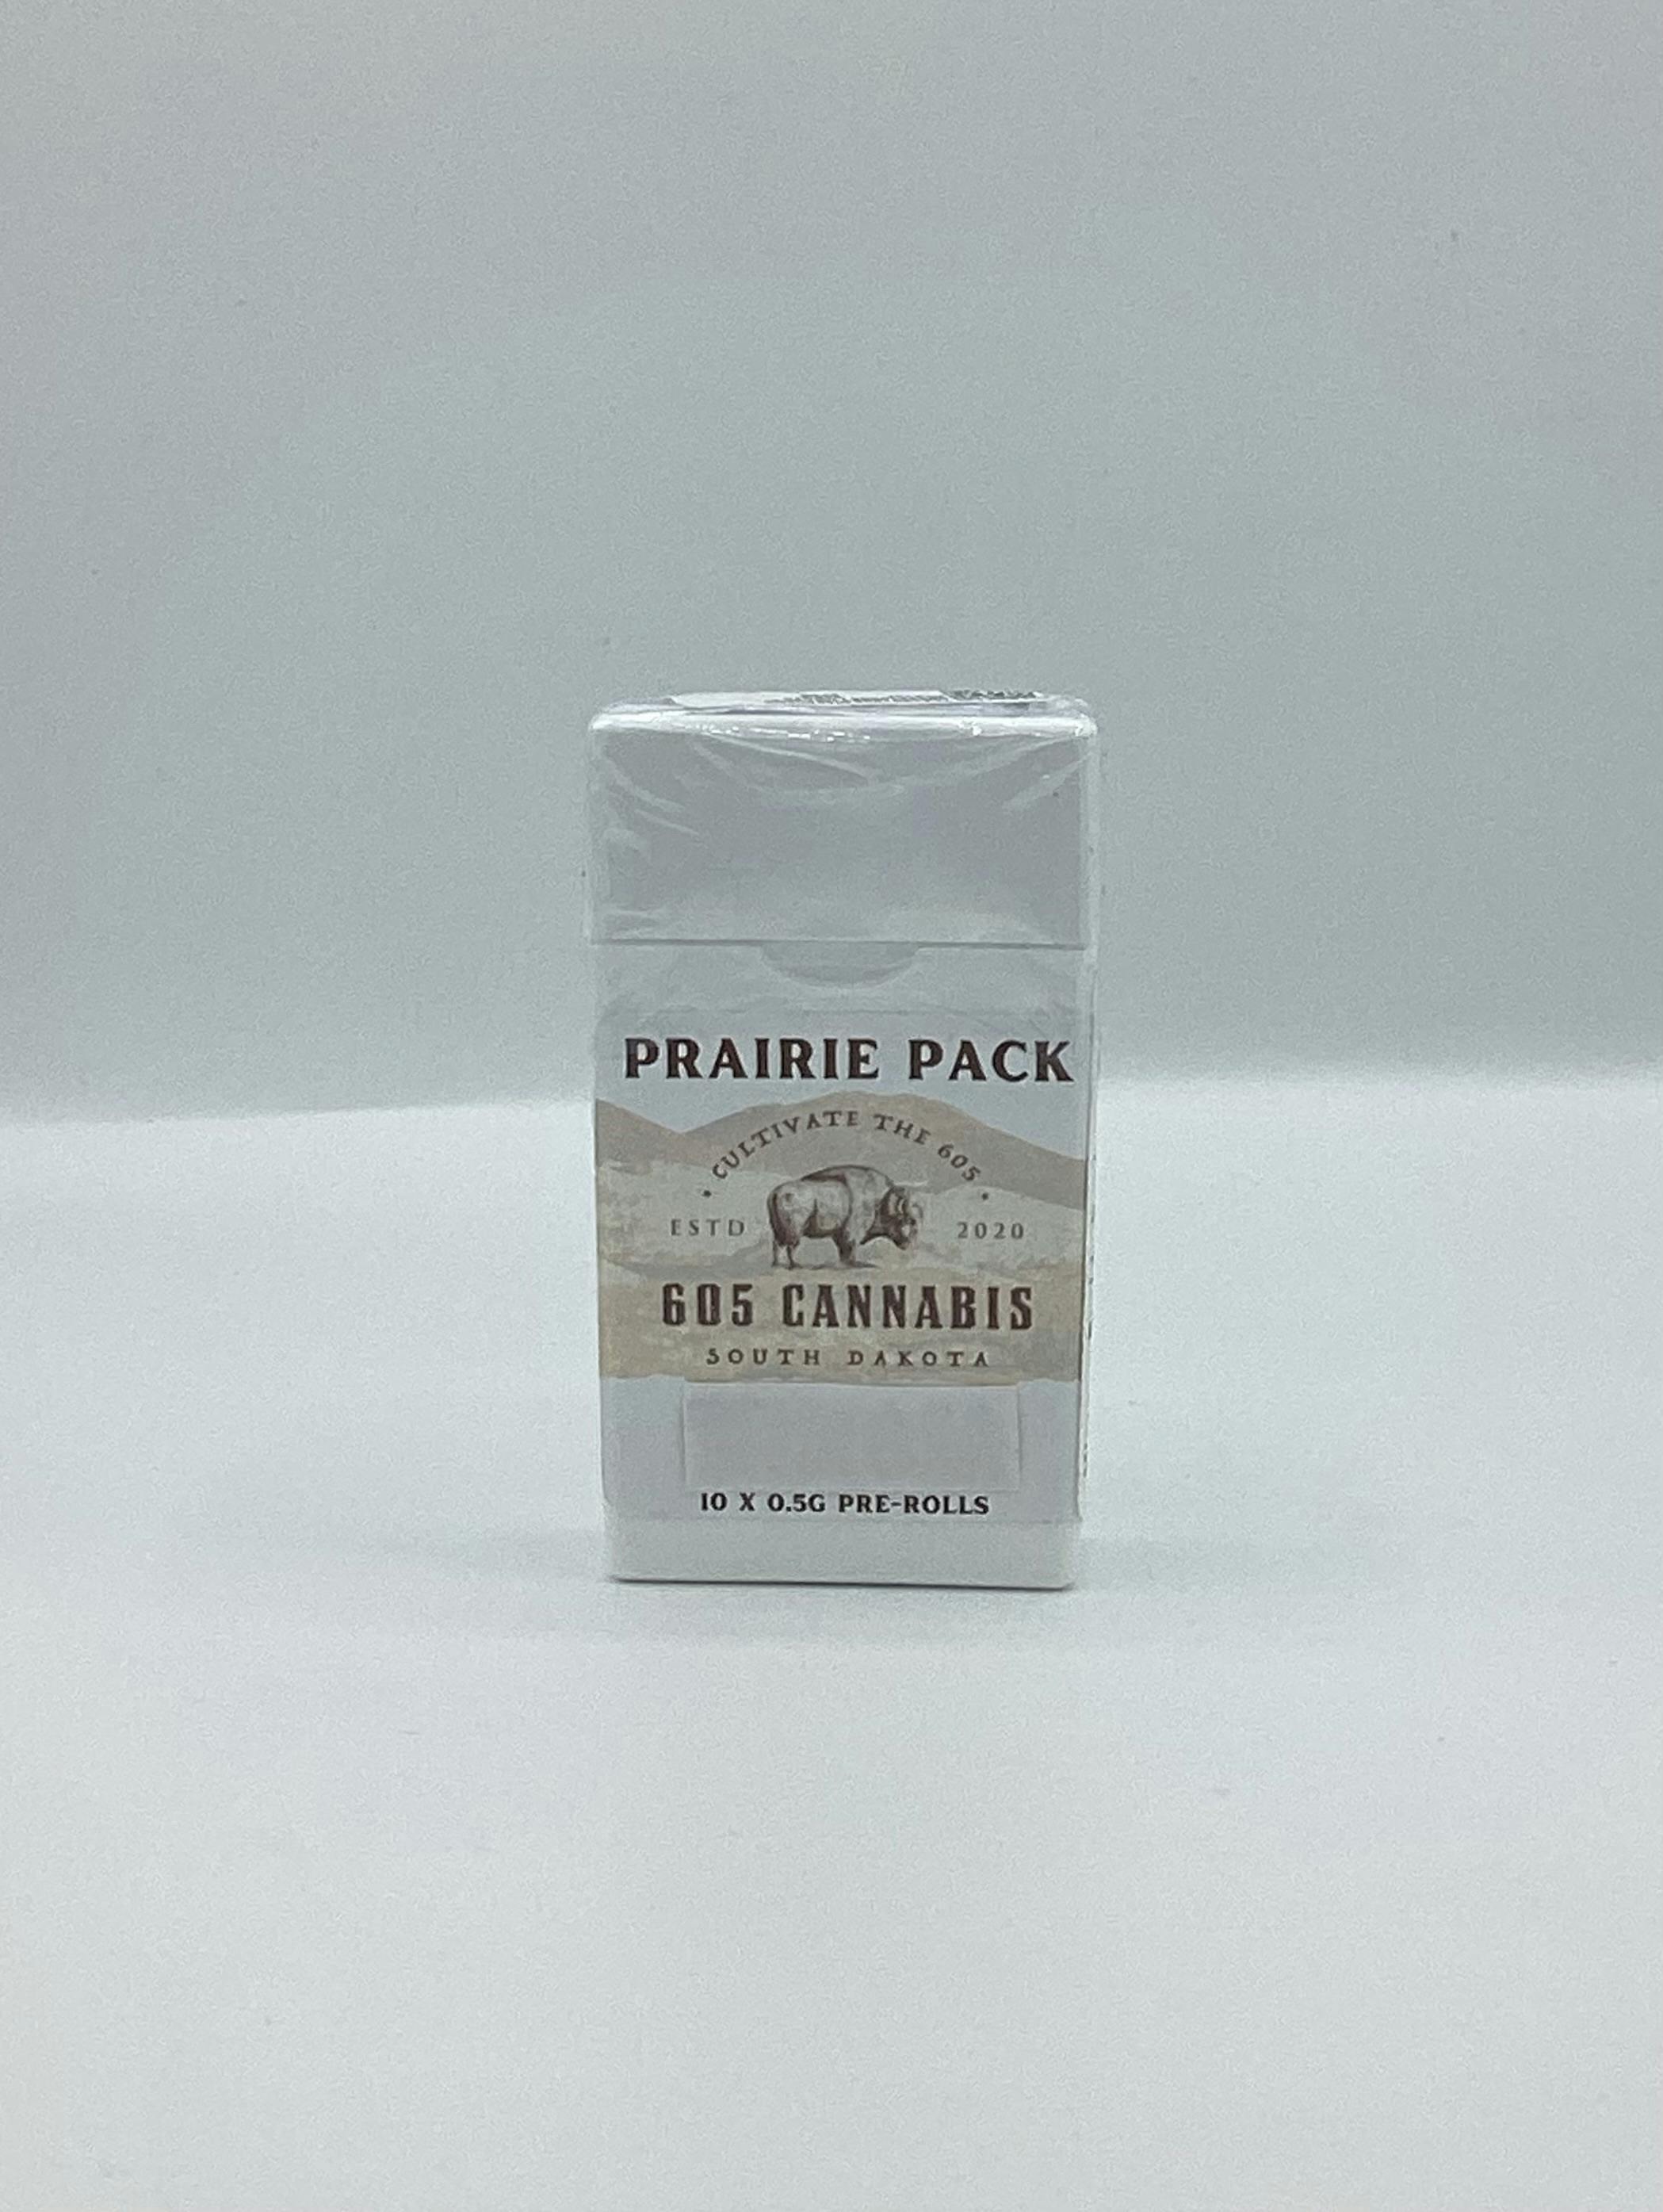 PRAIRIE PACK
• CULTIVATE THE 605 •
ESTD 2020
605 CANNABIS
SOUTH DAKOTA
10 X 0.5G PRE-ROLLS